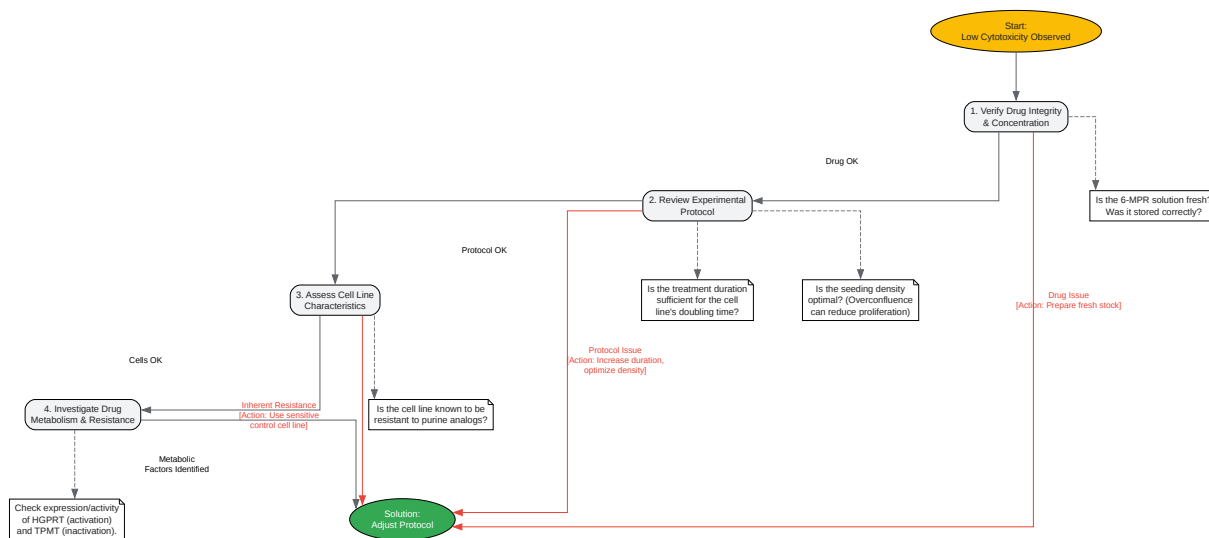 Start:
Low Cytotoxicity Observed
1. Verify Drug Integrity
& Concentration
Drug OK
Is the 6-MPR solution fresh?
Was it stored correctly?
2. Review Experimental
Protocol
Protocol OK
Is the treatment duration
sufficient for the cell
line's doubling time?
Is the seeding density
optimal? (Overconfluence
can reduce proliferation)
Drug Issue
[Action: Prepare fresh stock]
3. Assess Cell Line
Characteristics
Cells OK
Protocol Issue
[Action: Increase duration,
optimize density]
4. Investigate Drug
Metabolism & Resistance
Inherent Resistance
[Action: Use sensitive
control cell line]
Is the cell line known to be
resistant to purine analogs?
Metabolic
Factors Identified
Check expression/activity
of HGPRT (activation)
and TPMT (inactivation).
Solution:
Adjust Protocol